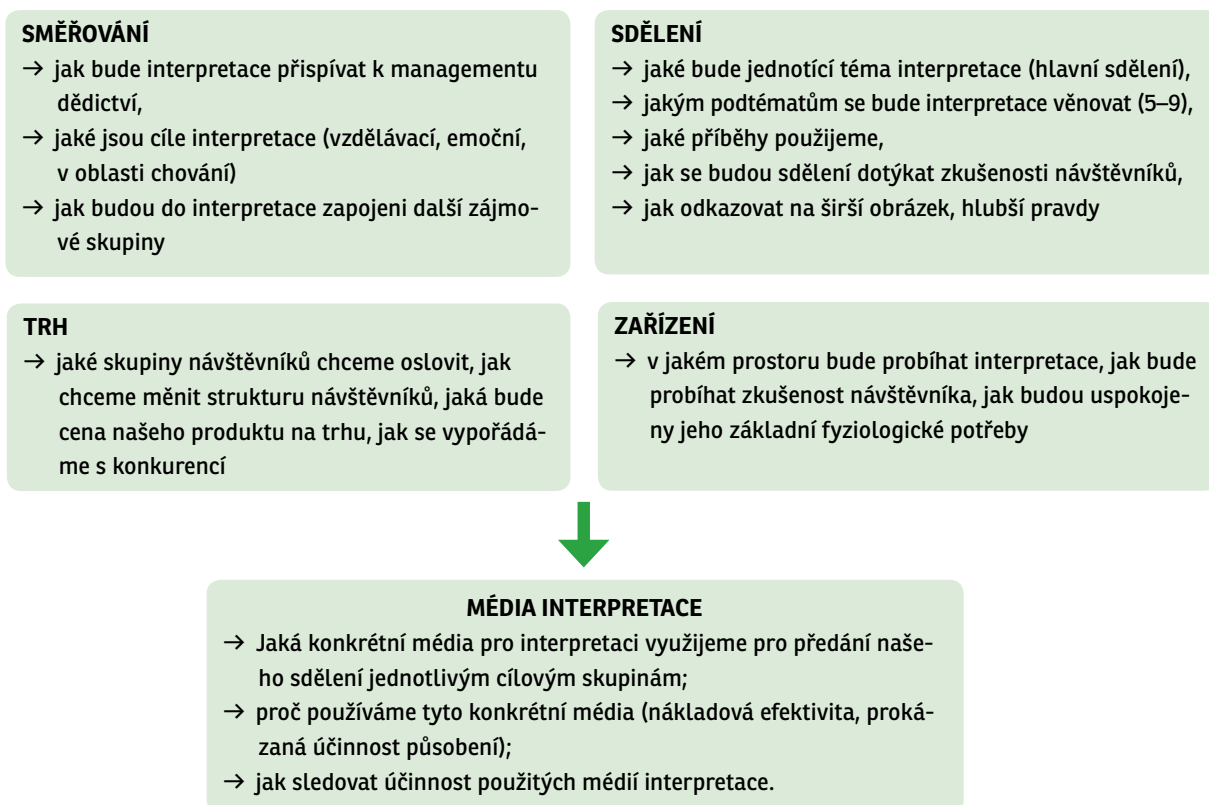 SMĚŘOVÁNÍ
→ jak bude interpretace přispívat k managementu
dědictví,
→ jaké jsou cíle interpretace (vzdělávací, emoční,
v oblasti chování)
→ jak budou do interpretace zapojeni další zájmo-
vé skupiny
SDĚLENÍ
→ jaké bude jednotící téma interpretace (hlavní sdělení),
→ jakým podtématům se bude interpretace věnovat (5–9),
→ jaké příběhy použijeme,
→ jak se budou sdělení dotýkat zkušenosti návštěvníků,
→ jak odkazovat na širší obrázek, hlubší pravdy
TRH
→ jaké skupiny návštěvníků chceme oslovit, jak
chceme měnit strukturu návštěvníků, jaká bude
cena našeho produktu na trhu, jak se vypořádá-
me s konkurencí
ZAŘÍZENÍ
→ v jakém prostoru bude probíhat interpretace, jak bude
probíhat zkušenost návštěvníka, jak budou uspokoje-
ny jeho základní fyziologické potřeby
MÉDIA INTERPRETACE
→ Jaká konkrétní média pro interpretaci využijeme pro předání naše-
ho sdělení jednotlivým cílovým skupinám;
→ proč používáme tyto konkrétní média (nákladová efektivita, proká-
zaná účinnost působení);
→ jak sledovat účinnost použitých médií interpretace.